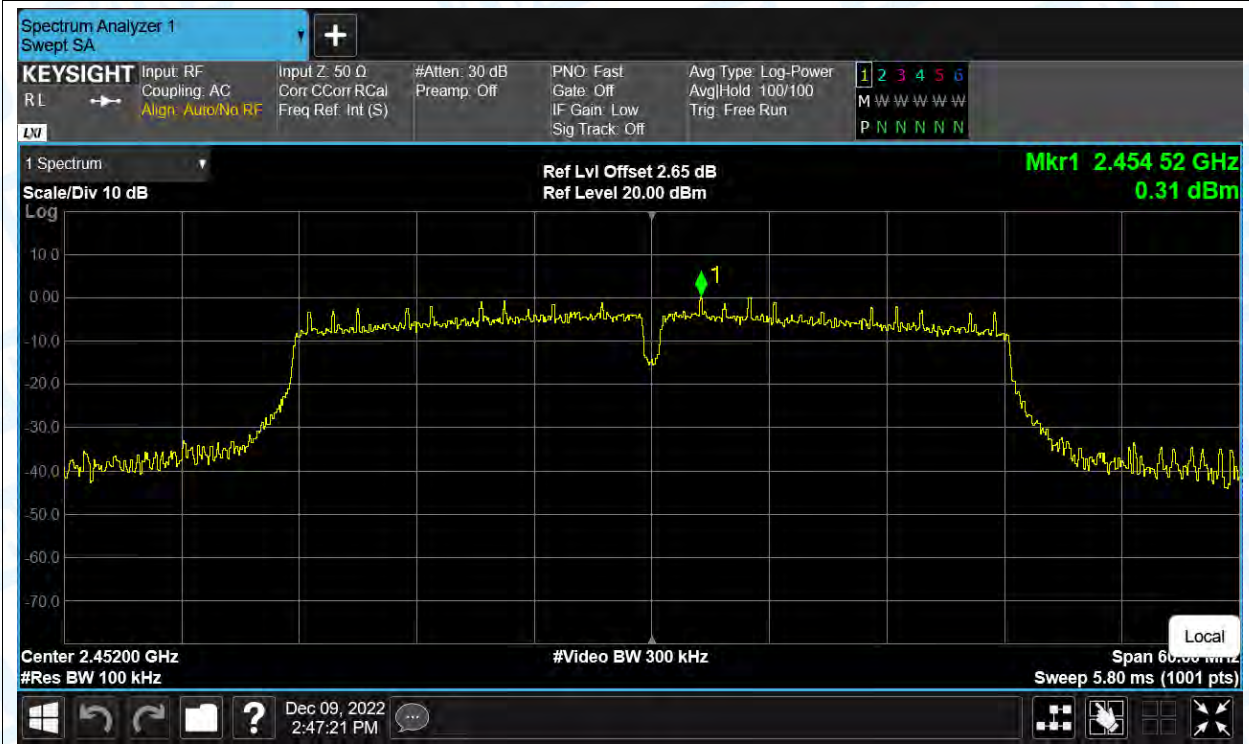 Spectrum Analyzer 1
Swept SA
KEYSIGHT
RL
LXI
Input: RF
Coupling: AC
Align: Auto/No RF
Input Z: 50 Ω
Corr CCorr RCal
Freq Ref: Int (S)
#Atten: 30 dB
Preamp: Off
PNO: Fast
Gate: Off
IF Gain: Low
Sig Track: Off
Avg Type: Log-Power
Avg|Hold: 100/100
Trig: Free Run
1 2 3 4 5 6
M W W W W W
P N N N N N
1 Spectrum
Scale/Div 10 dB
Ref Lvl Offset 2.65 dB
Ref Level 20.00 dBm
Mkr1 2.454 52 GHz
0.31 dBm
Log
10.0
0.00
-10.0
-20.0
-30.0
-40.0
-50.0
-60.0
-70.0
1
Local
Center 2.45200 GHz
#Res BW 100 kHz
#Video BW 300 kHz
Span 60.00 MHz
Sweep 5.80 ms (1001 pts)
?
Dec 09, 2022
2:47:21 PM